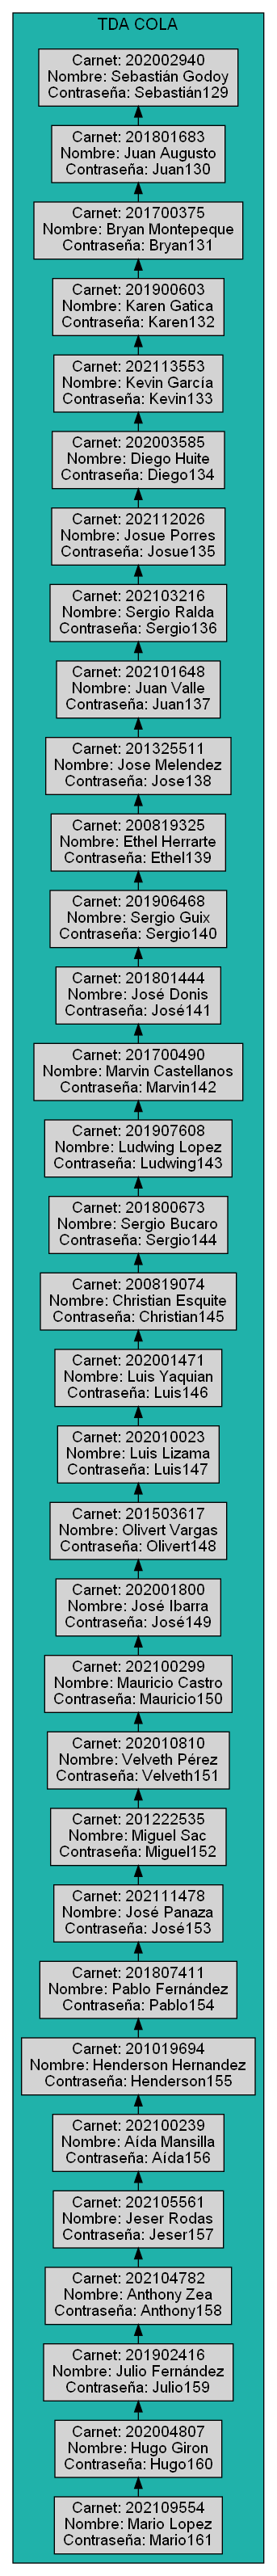 TDA COLA
Carnet: 202002940
Nombre: Sebastián Godoy
Contraseña: Sebastián129
Carnet: 201801683
Nombre: Juan Augusto
Contraseña: Juan130
Carnet: 201700375
Nombre: Bryan Montepeque
Contraseña: Bryan131
Carnet: 201900603
Nombre: Karen Gatica
Contraseña: Karen132
Carnet: 202113553
Nombre: Kevin García
Contraseña: Kevin133
Carnet: 202003585
Nombre: Diego Huite
Contraseña: Diego134
Carnet: 202112026
Nombre: Josue Porres
Contraseña: Josue135
Carnet: 202103216
Nombre: Sergio Ralda
Contraseña: Sergio136
Carnet: 202101648
Nombre: Juan Valle
Contraseña: Juan137
Carnet: 201325511
Nombre: Jose Melendez
Contraseña: Jose138
Carnet: 200819325
Nombre: Ethel Herrarte
Contraseña: Ethel139
Carnet: 201906468
Nombre: Sergio Guix
Contraseña: Sergio140
Carnet: 201801444
Nombre: José Donis
Contraseña: José141
Carnet: 201700490
Nombre: Marvin Castellanos
Contraseña: Marvin142
Carnet: 201907608
Nombre: Ludwing Lopez
Contraseña: Ludwing143
Carnet: 201800673
Nombre: Sergio Bucaro
Contraseña: Sergio144
Carnet: 200819074
Nombre: Christian Esquite
Contraseña: Christian145
Carnet: 202001471
Nombre: Luis Yaquian
Contraseña: Luis146
Carnet: 202010023
Nombre: Luis Lizama
Contraseña: Luis147
Carnet: 201503617
Nombre: Olivert Vargas
Contraseña: Olivert148
Carnet: 202001800
Nombre: José Ibarra
Contraseña: José149
Carnet: 202100299
Nombre: Mauricio Castro
Contraseña: Mauricio150
Carnet: 202010810
Nombre: Velveth Pérez
Contraseña: Velveth151
Carnet: 201222535
Nombre: Miguel Sac
Contraseña: Miguel152
Carnet: 202111478
Nombre: José Panaza
Contraseña: José153
Carnet: 201807411
Nombre: Pablo Fernández
Contraseña: Pablo154
Carnet: 201019694
Nombre: Henderson Hernandez
Contraseña: Henderson155
Carnet: 202100239
Nombre: Aída Mansilla
Contraseña: Aída156
Carnet: 202105561
Nombre: Jeser Rodas
Contraseña: Jeser157
Carnet: 202104782
Nombre: Anthony Zea
Contraseña: Anthony158
Carnet: 201902416
Nombre: Julio Fernández
Contraseña: Julio159
Carnet: 202004807
Nombre: Hugo Giron
Contraseña: Hugo160
Carnet: 202109554
Nombre: Mario Lopez
Contraseña: Mario161